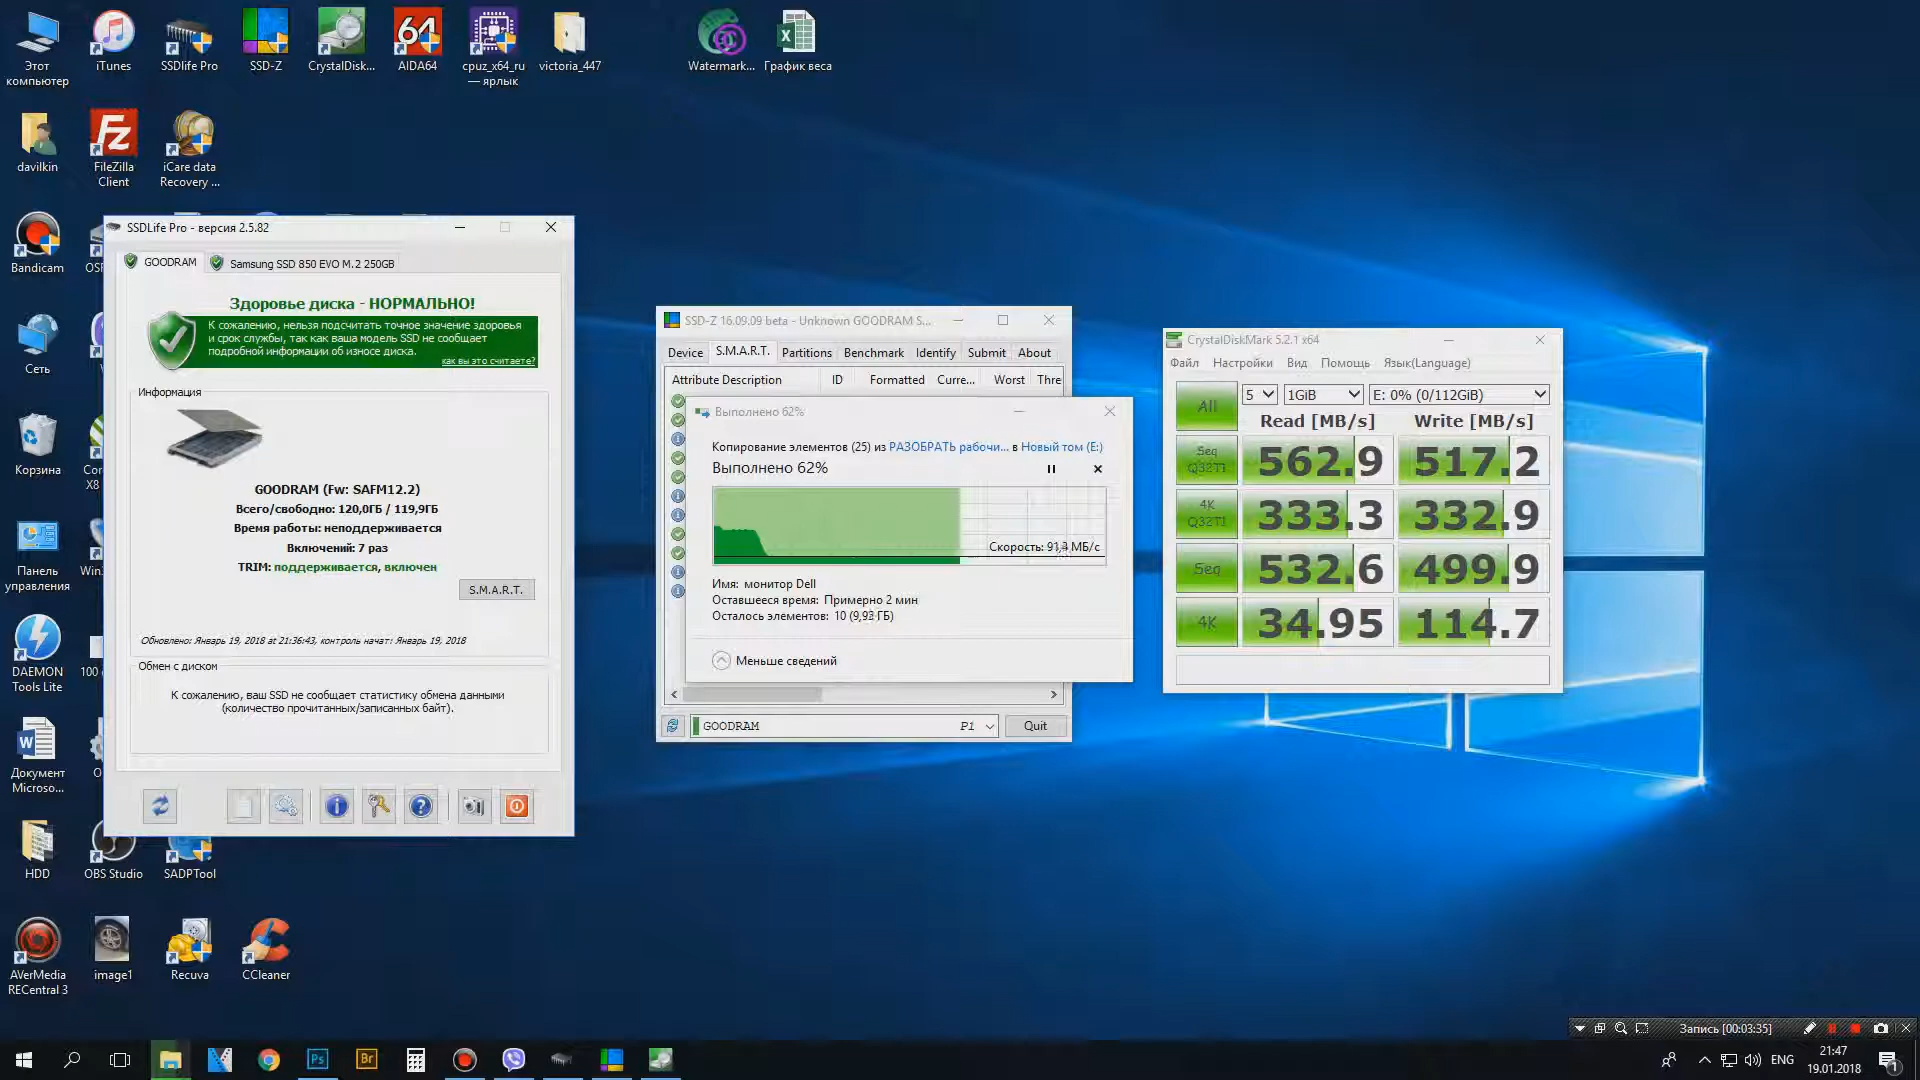 Этот
компьютер
iTunes
SSDlife Pro
SSD-Z
CrystalDisk...
AIDA64
cpuz_x64_ru
— ярлык
victoria_447
Watermark...
График веса
davilkin
FileZilla
Client
iCare data
Recovery ...
Bandicam
Сеть
Корзина
X8
Панель
управления
DAEMON
Tools Lite
100
Документ
Microso...
HDD
OBS Studio
SADPTool
AVerMedia
RECentral 3
image1
Recuva
CCleaner
SSDLife Pro - версия 2.5.82
GOODRAM
Samsung SSD 850 EVO M.2 250GB
Здоровье диска - НОРМАЛЬНО!
К сожалению, нельзя подсчитать точное значение здоровья
и срок службы, так как ваша модель SSD не сообщает
подробной информации об износе диска.
как вы это считаете?
Информация
GOODRAM (Fw: SAFM12.2)
Всего/свободно: 120,0ГБ / 119,9ГБ
Время работы: неподдерживается
Включений: 7 раз
TRIM: поддерживается, включен
S.M.A.R.T.
Обновлено: Январь 19, 2018 at 21:36:43, контроль начат: Январь 19, 2018
Обмен с диском
К сожалению, ваш SSD не сообщает статистику обмена данными
(количество прочитанных/записанных байт).
SSD-Z 16.09.09 beta - Unknown GOODRAM S...
Device S.M.A.R.T. Partitions Benchmark Identify Submit About
Attribute Description ID Formatted Curre... Worst Thre
Выполнено 62%
Копирование элементов (25) из РАЗОБРАТЬ рабочи... в Новый том (E:)
Выполнено 62%
Скорость: 91,4 МБ/с
Имя: монитор Dell
Оставшееся время: Примерно 2 мин
Осталось элементов: 10 (9,93 ГБ)
Меньше сведений
GOODRAM P1
Quit
CrystalDiskMark 5.2.1 x64
Файл Настройки Вид Помощь Язык(Language)
All 5 1GiB E: 0% (0/112GiB)
Read [MB/s] Write [MB/s]
Seq
Q32T1
562.9 517.2
4K
Q32T1
333.3 332.9
Seq 532.6 499.9
4K 34.95 114.7
Запись [00:03:35]
Ps
Br
ENG
21:47
19.01.2018
1